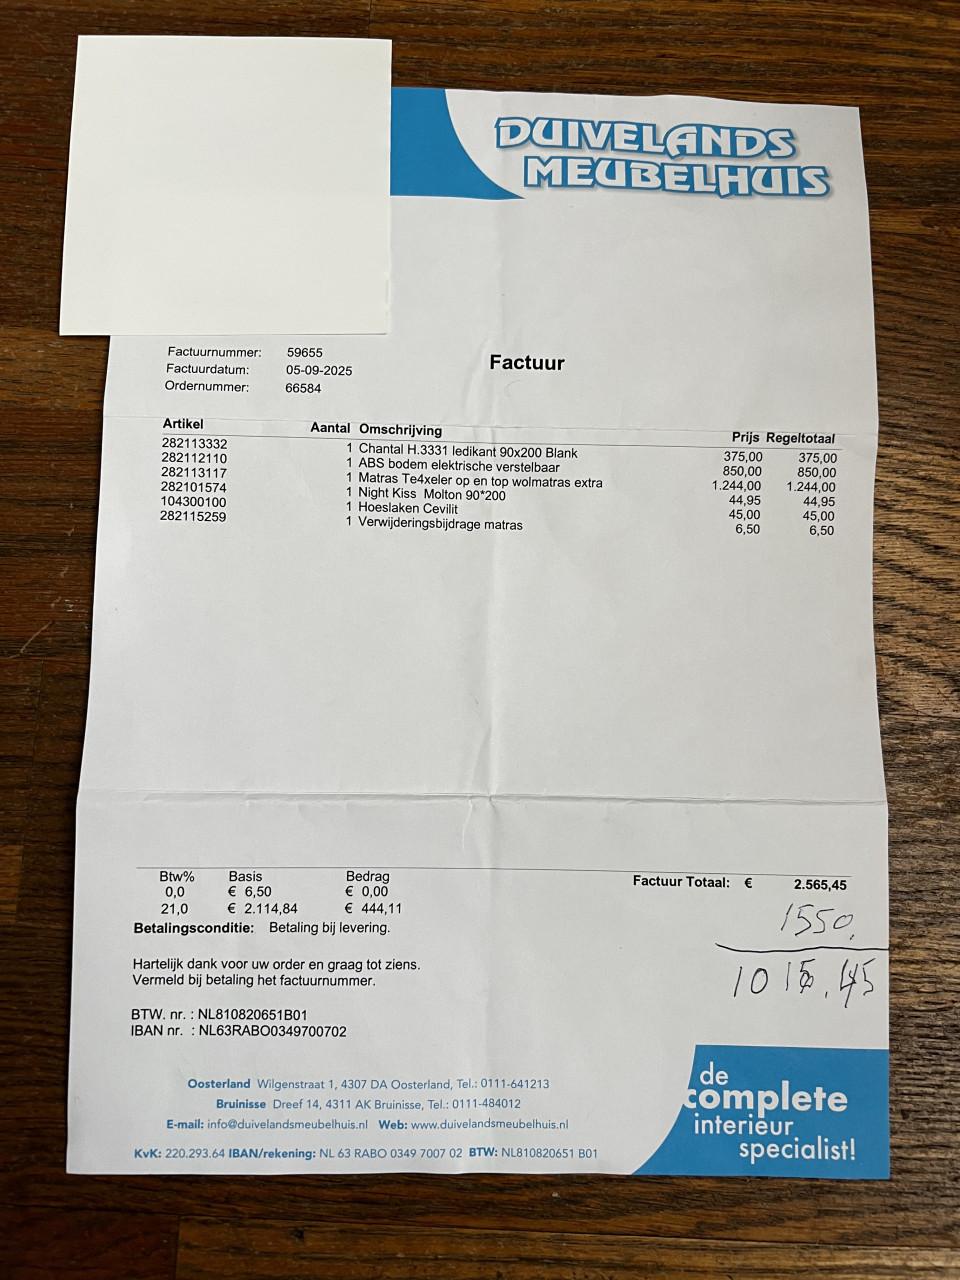 DUIVELANDS
MEUBELHUIS
Factuurnummer: 59655
Factuurdatum: 05-09-2025
Ordernummer: 66584
Factuur
Artikel Aantal Omschrijving Prijs Regeltotaal
282113332 1 Chantal H.3331 ledikant 90x200 Blank 375,00 375,00
282112110 1 ABS bodem elektrische verstelbaar 850,00 850,00
282113117 1 Matras Te4xeler op en top wolmatras extra 1.244,00 1.244,00
282101574 1 Night Kiss Molton 90*200 44,95 44,95
104300100 1 Hoeslaken Cevilit 45,00 45,00
282115259 1 Verwijderingsbijdrage matras 6,50 6,50
Btw% Basis Bedrag
0,0 € 6,50 € 0,00
21,0 € 2.114,84 € 444,11
Factuur Totaal: € 2.565,45
1550,
1015,45
Betalingsconditie: Betaling bij levering.
Hartelijk dank voor uw order en graag tot ziens.
Vermeld bij betaling het factuurnummer.
BTW. nr. : NL810820651B01
IBAN nr. : NL63RABO0349700702
Oosterland Wilgenstraat 1, 4307 DA Oosterland, Tel.: 0111-641213
Bruinisse Dreef 14, 4311 AK Bruinisse, Tel.: 0111-484012
E-mail: info@duivelandsmeubelhuis.nl Web: www.duivelandsmeubelhuis.nl
KvK: 220.293.64 IBAN/rekening: NL 63 RABO 0349 7007 02 BTW: NL810820651 B01
de
complete
interieur
specialist!